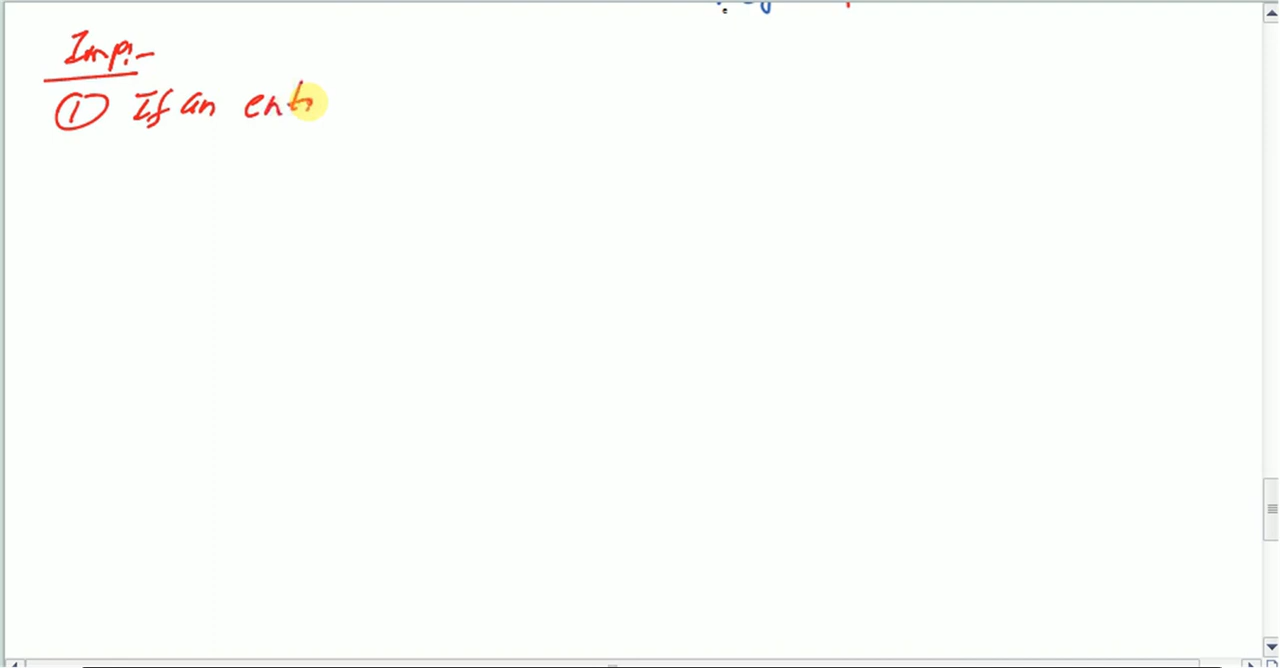 Imp:-
① If an ent